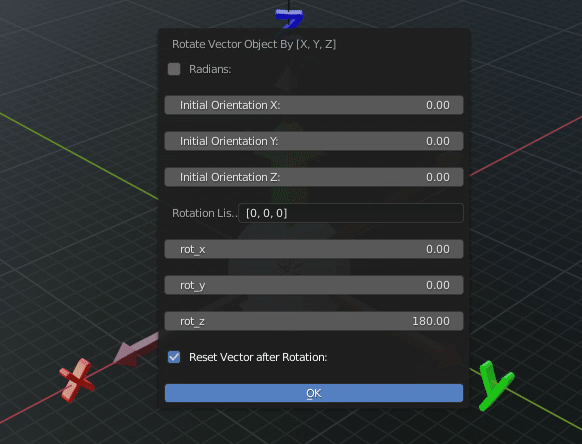 Z
Rotate Vector Object By [X, Y, Z]
Radians:
Initial Orientation X: 0.00
Initial Orientation Y: 0.00
Initial Orientation Z: 0.00
Rotation Lis.. [0, 0, 0]
rot_x 0.00
rot_y 0.00
rot_z 180.00
Reset Vector after Rotation:
OK
X
Y